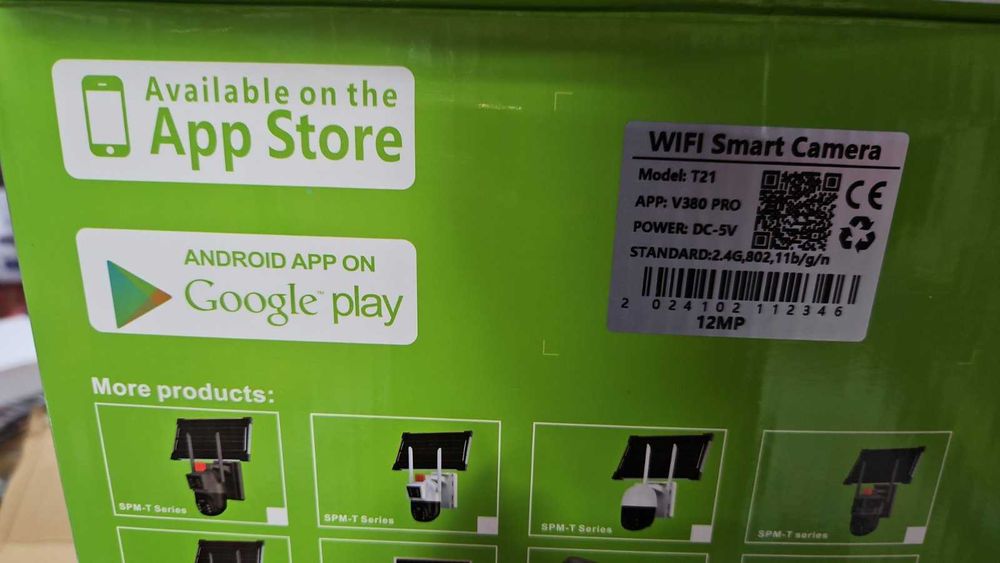 Available on the
App Store
ANDROID APP ON
Google play
WIFI Smart Camera
Model: T21
APP: V380 PRO
POWER: DC-5V
STANDARD:2.4G,802,11b/g/n
2 024102 112346
12MP
More products:
SPM-T Series
SPM-T Series
SPM-T Series
SPM-T series